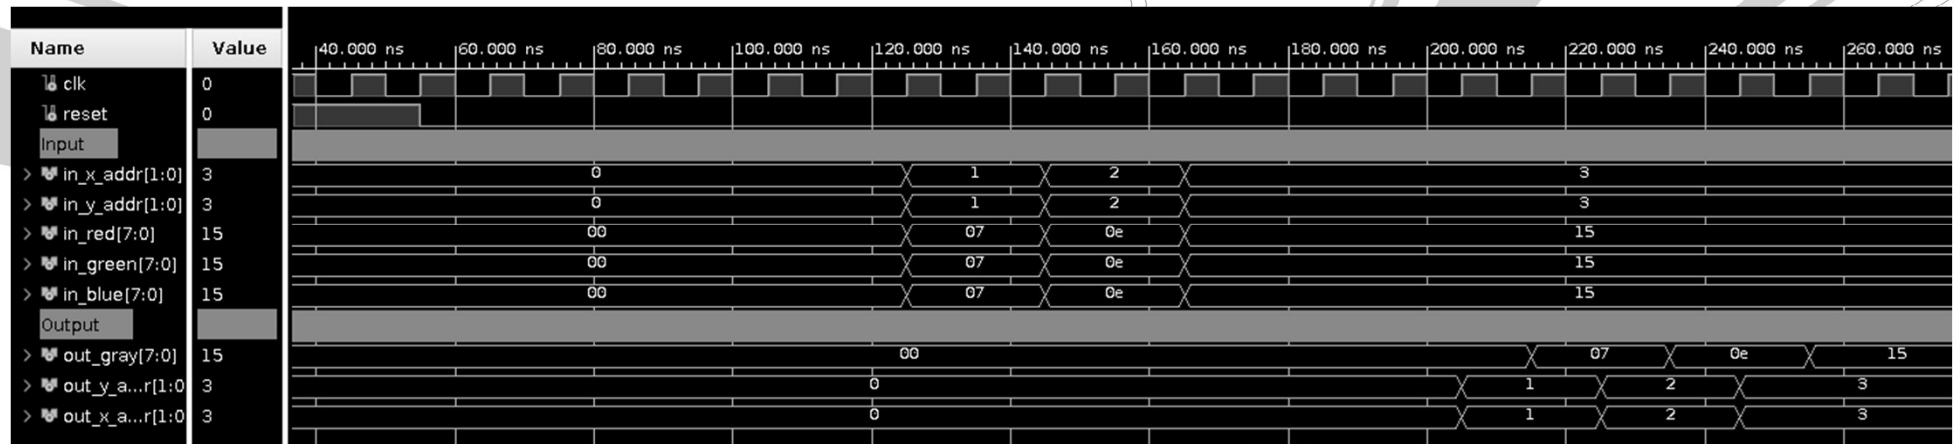 Name Value 40.000 ns 60.000 ns 80.000 ns 100.000 ns 120.000 ns 140.000 ns 160.000 ns 180.000 ns 200.000 ns 220.000 ns 240.000 ns 260.000 ns
clk 0
reset 0
Input
in_x_addr[1:0] 3 0 1 2 3
in_y_addr[1:0] 3 0 1 2 3
in_red[7:0] 15 00 07 0e 15
in_green[7:0] 15 00 07 0e 15
in_blue[7:0] 15 00 07 0e 15
Output
out_gray[7:0] 15 00 07 0e 15
out_y_a...r[1:0 3 0 1 2 3
out_x_a...r[1:0 3 0 1 2 3